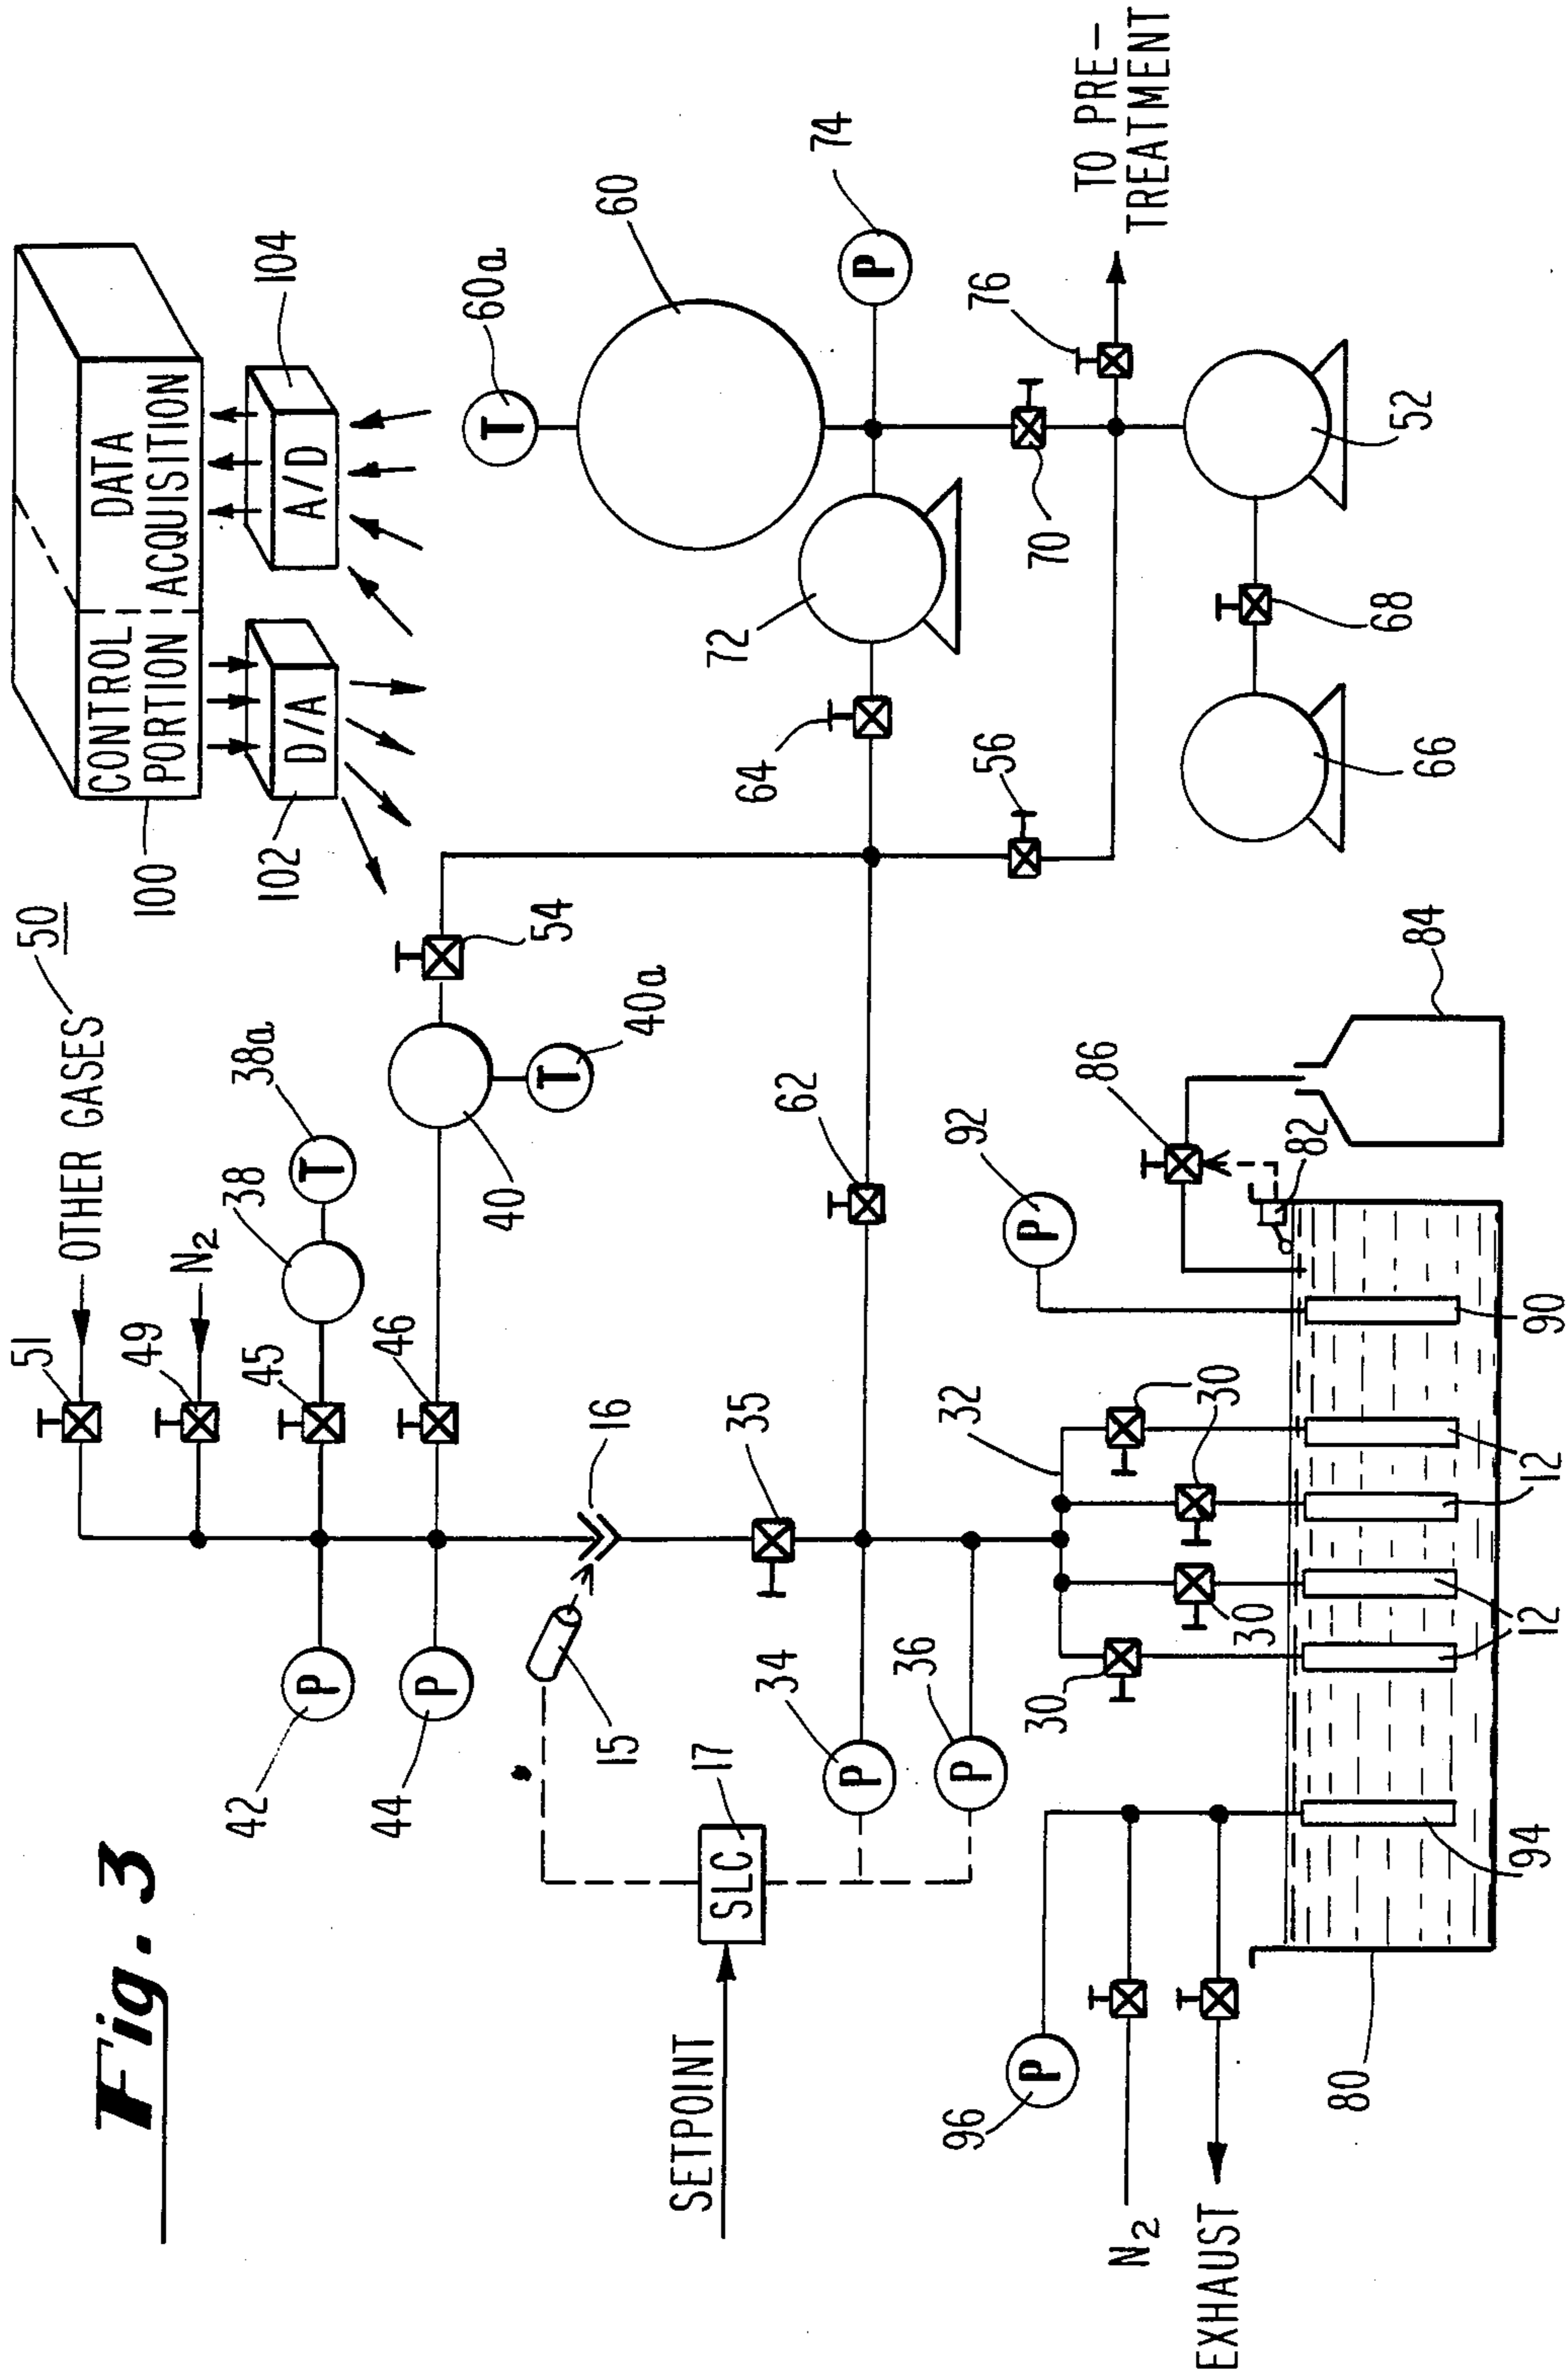 Fig. 3
50
OTHER GASES
51
N2
49
38a
T
38
45
P
42
46
40
T
40a
54
P
44
100
CONTROL PORTION
DATA ACQUISITION
D/A
102
A/D
104
T
60a
60
P
74
72
64
70
76
TO PRE-
TREATMENT
52
68
66
56
62
16
15
35
SETPOINT
SLC
17
P
34
P
36
32
30
30
30
30
P
92
86
82
84
P
96
N2
EXHAUST
80
94
12
12
90